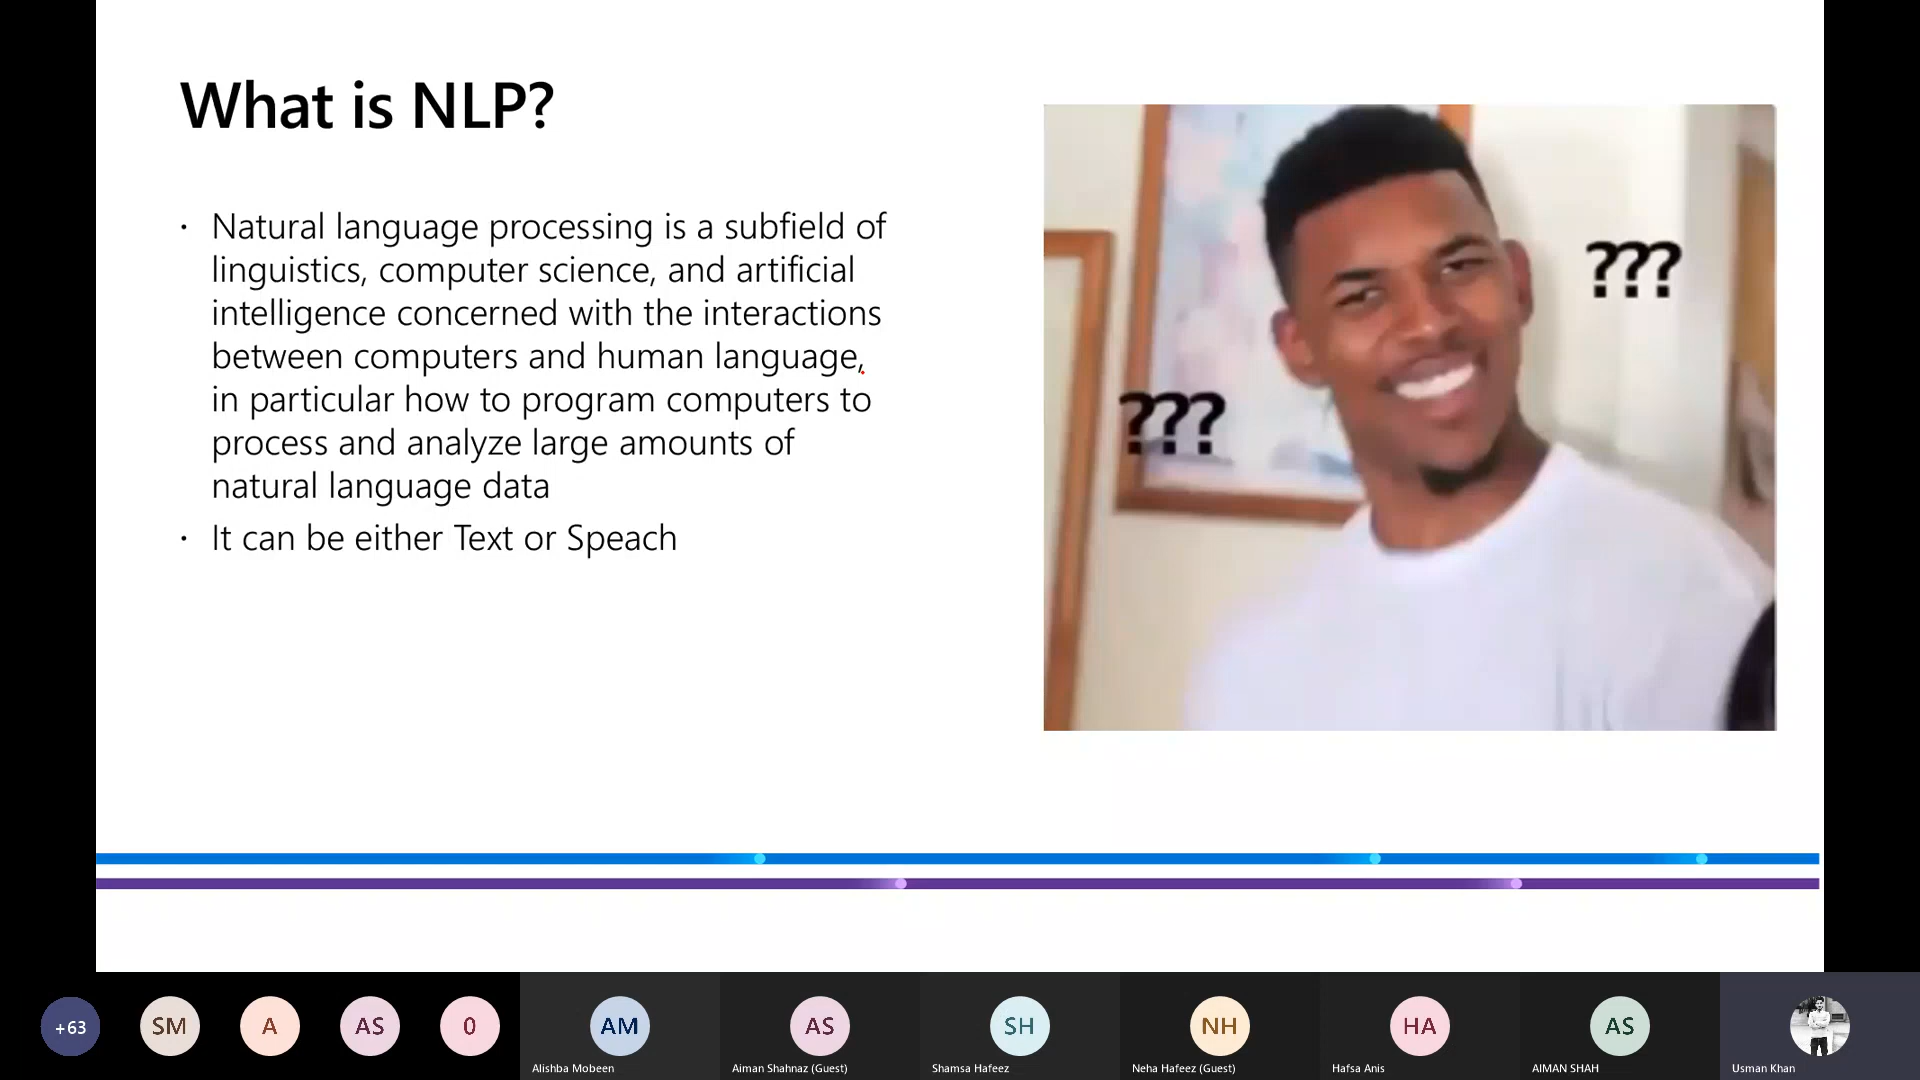 What is NLP?
• Natural language processing is a subfield of
linguistics, computer science, and artificial
intelligence concerned with the interactions
between computers and human language,
in particular how to program computers to
process and analyze large amounts of
natural language data
• It can be either Text or Speach
???
???
+63
SM
A
AS
0
AM
Alishba Mobeen
AS
Aiman Shahnaz (Guest)
SH
Shamsa Hafeez
NH
Neha Hafeez (Guest)
HA
Hafsa Anis
AS
AIMAN SHAH
Usman Khan